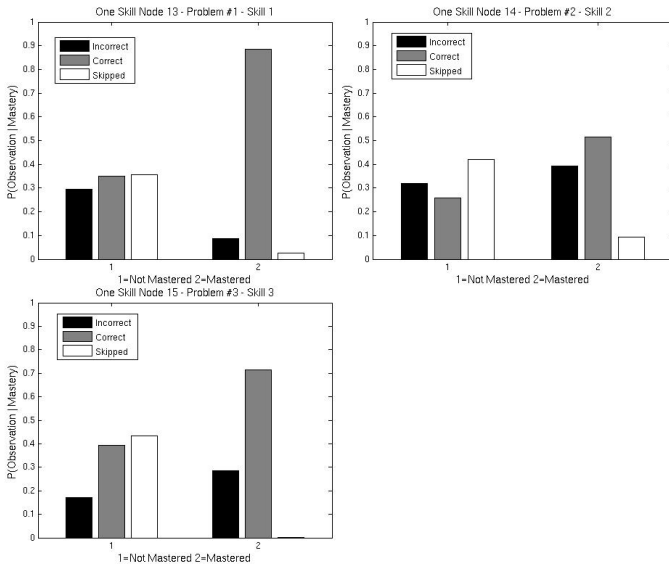 One Skill Node 13 - Problem #1 - Skill 1
1
0.9
0.8
0.7
0.6
0.5
0.4
0.3
0.2
0.1
0
P(Observation | Mastery)
Incorrect
Correct
Skipped
1 2
1=Not Mastered 2=Mastered
One Skill Node 14 - Problem #2 - Skill 2
1
0.9
0.8
0.7
0.6
0.5
0.4
0.3
0.2
0.1
0
P(Observation | Mastery)
Incorrect
Correct
Skipped
1 2
1=Not Mastered 2=Mastered
One Skill Node 15 - Problem #3 - Skill 3
1
0.9
0.8
0.7
0.6
0.5
0.4
0.3
0.2
0.1
0
P(Observation | Mastery)
Incorrect
Correct
Skipped
1 2
1=Not Mastered 2=Mastered